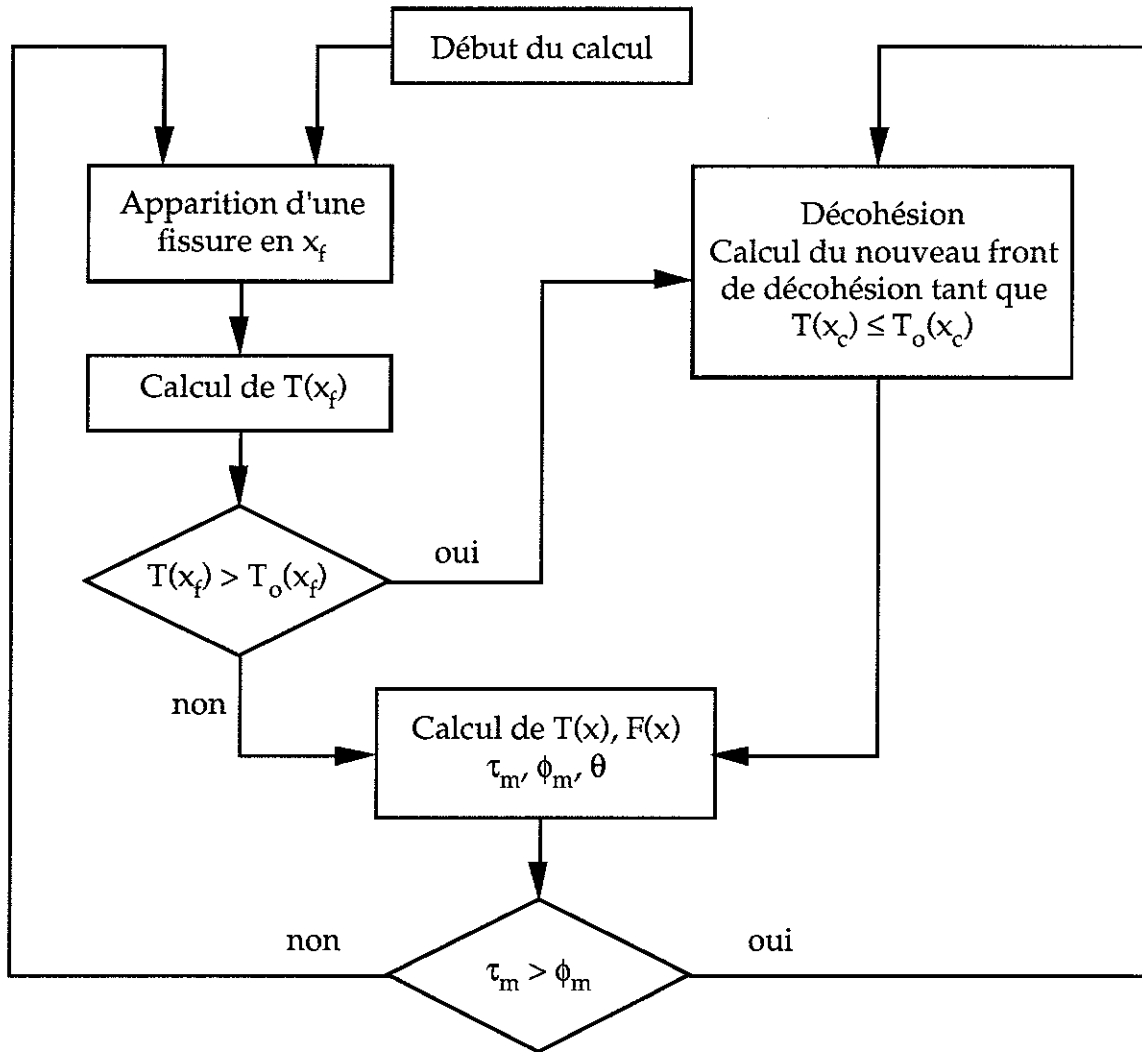 Début du calcul
Apparition d'une
fissure en x_f
Calcul de T(x_f)
T(x_f) > T_o(x_f)
oui
non
Décohésion
Calcul du nouveau front
de décohésion tant que
T(x_c) ≤ T_o(x_c)
Calcul de T(x), F(x)
τ_m, ϕ_m, θ
τ_m > ϕ_m
non
oui